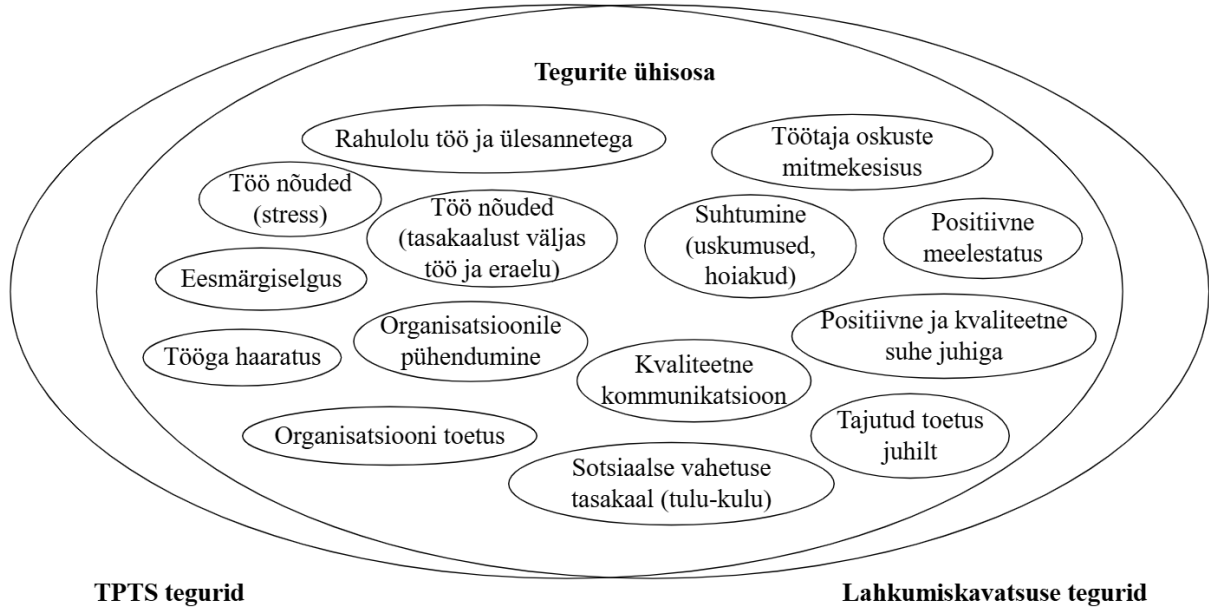 Tegurite ühisosa
Rahulolu töö ja ülesannetega
Töötaja oskuste
mitmekesisus
Töö nõuded
(stress)
Töö nõuded
(tasakaalust väljas
töö ja eraelu)
Suhtumine
(uskumused,
hoiakud)
Positiivne
meelestatus
Eesmärgiselgus
Organisatsioonile
pühendumine
Positiivne ja kvaliteetne
suhe juhiga
Tööga haaratus
Kvaliteetne
kommunikatsioon
Organisatsiooni toetus
Tajutud toetus
juhilt
Sotsiaalse vahetuse
tasakaal (tulu-kulu)
TPTS tegurid
Lahkumiskavatsuse tegurid